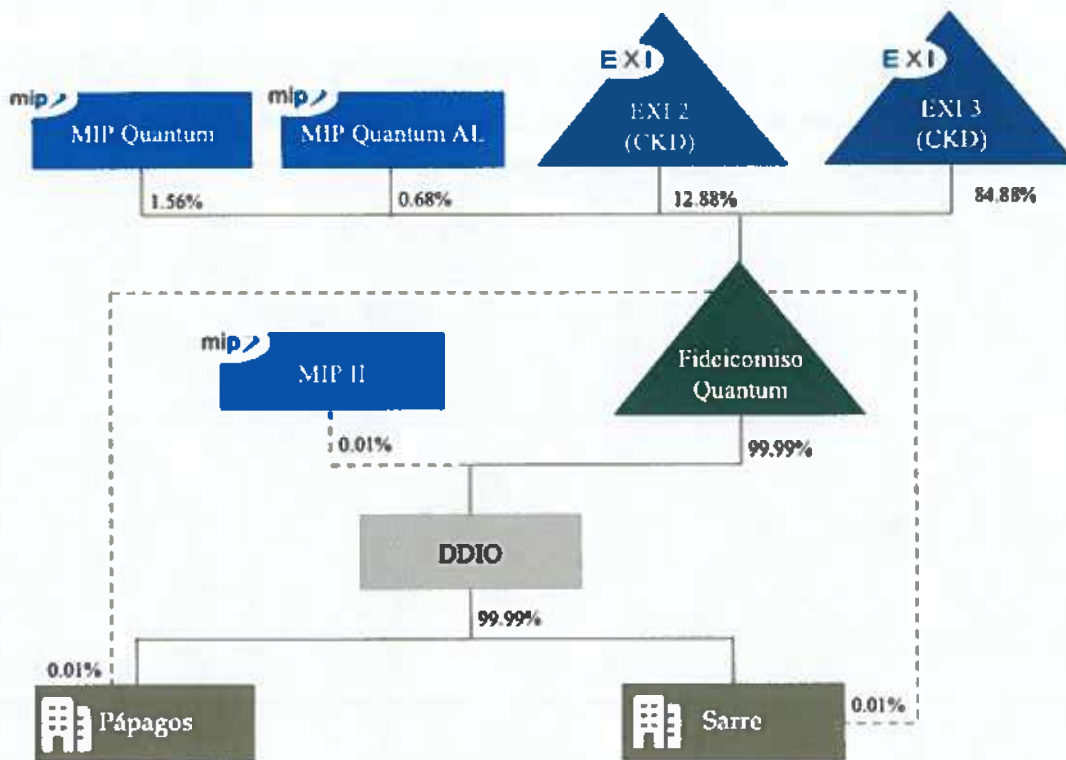 EXI
EXI
mip
mip
EXI 2
EXI 3
MIP Quantum
MIP Quantum AL
(CKD)
(CKD)
1.56%
0.68%
12.88%
84.88%
mip
MIP II
Fideicomiso
Quantum
0.01%
99.99%
DDIO
99.99%
0.01%
Pápagos
Sarre
0.01%